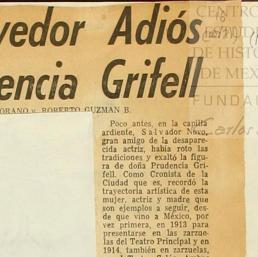 vedor Adiós
encia Grifell
ORANO y ROBERTO GUZMAN B.
Poco antes, en la capilla
ardiente, Salvador Novo,
gran amigo de la desapare-
cida actriz, había roto las
tradiciones y exaltó la figu-
ra de doña Prudencia Gri-
fell. Como Cronista de la
Ciudad que es, recordó la
trayectoria artística de esta
mujer, actriz y madre que
son ejemplos a seguir, des-
de que vino a México, por
vez primera, en 1913 para
presentarse en las zarzue-
las del Teatro Principal y en
1914, también en zarzuelas,
CENTRO
ESTUD
DE HISTO
DE MEXI
FUNDA
Carlos